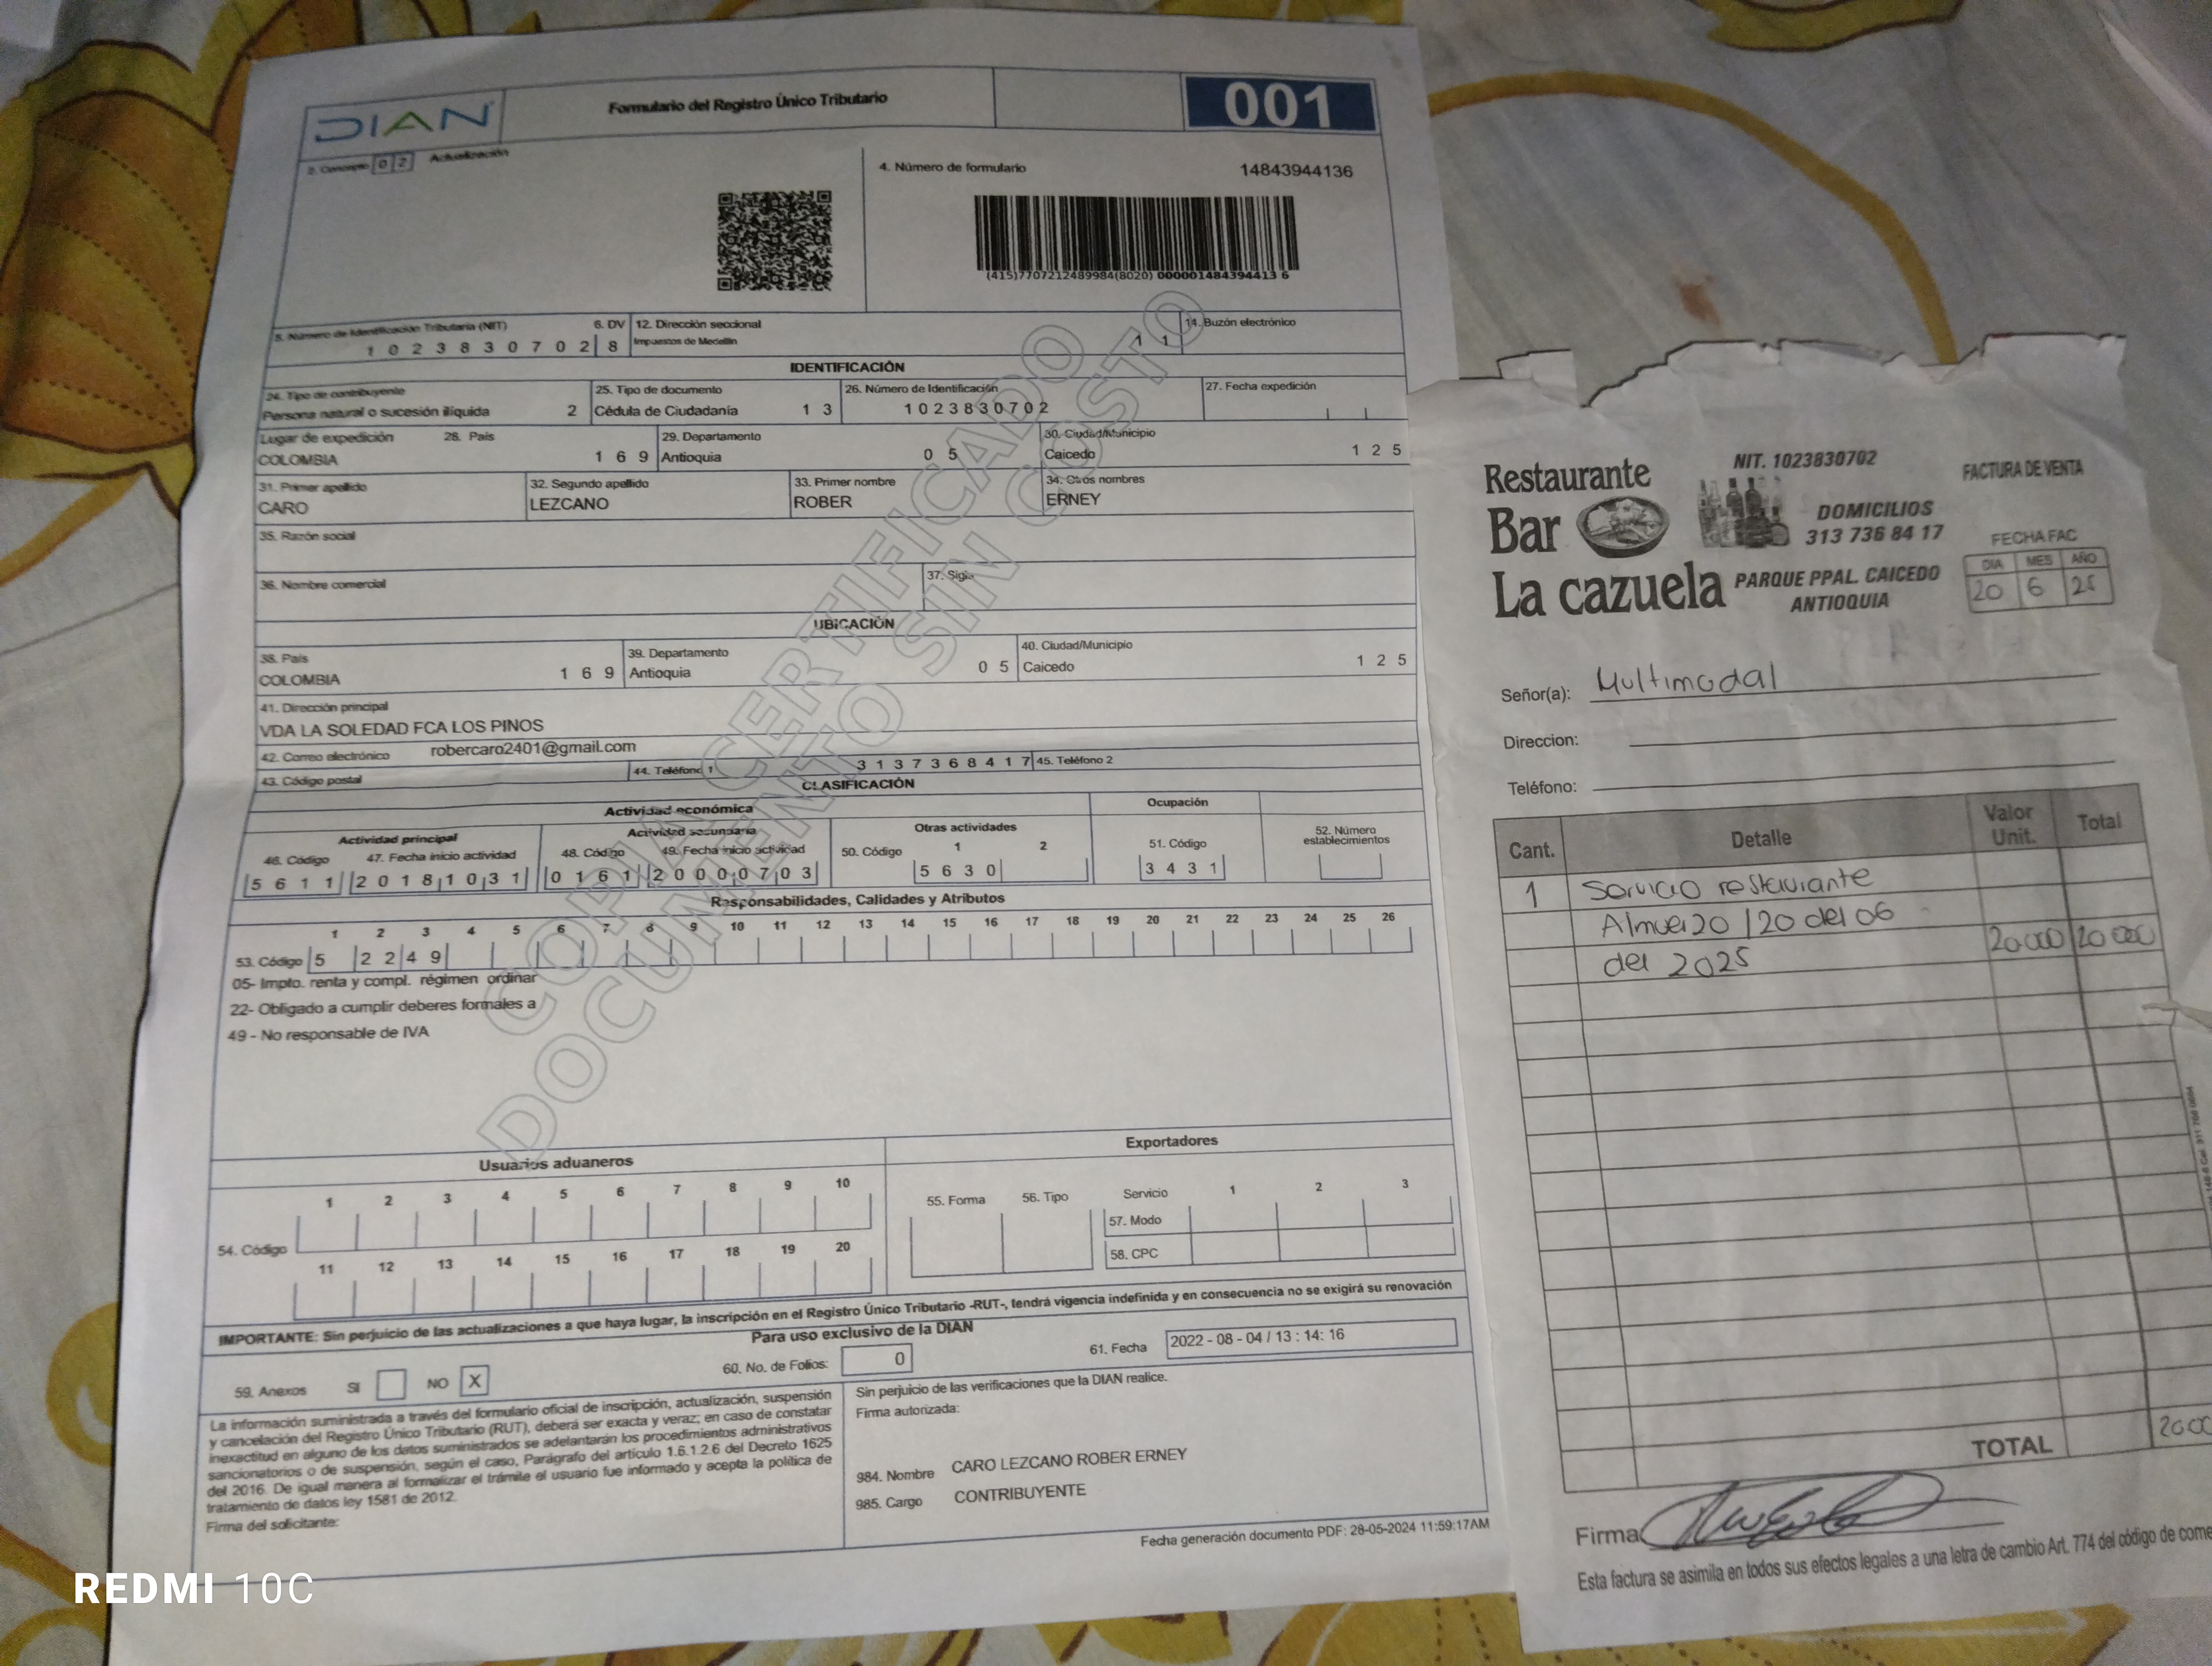 DIAN
Formulario del Registro Único Tributario
001
2. Concepto 0 2 Actualización
4. Número de formulario 14843944136
(415)7707212489984(8020) 000001484394413 6
5. Número de Identificación Tributaria (NIT) 6. DV 12. Dirección seccional 14. Buzón electrónico
1 0 2 3 8 3 0 7 0 2 8 Impuestos de Medellín 1 1
IDENTIFICACIÓN
24. Tipo de contribuyente 25. Tipo de documento 26. Número de Identificación 27. Fecha expedición
Persona natural o sucesión ilíquida 2 Cédula de Ciudadanía 1 3 1 0 2 3 8 3 0 7 0 2
Lugar de expedición 28. País 29. Departamento 30. Ciudad/Municipio
COLOMBIA 1 6 9 Antioquia 0 5 Caicedo 1 2 5
31. Primer apellido 32. Segundo apellido 33. Primer nombre 34. Otros nombres
CARO LEZCANO ROBER ERNEY
35. Razón social
36. Nombre comercial 37. Sigla
UBICACIÓN
38. País 39. Departamento 40. Ciudad/Municipio
COLOMBIA 1 6 9 Antioquia 0 5 Caicedo 1 2 5
41. Dirección principal
VDA LA SOLEDAD FCA LOS PINOS
42. Correo electrónico robercaro2401@gmail.com
43. Código postal 44. Teléfono 1 3 1 3 7 3 6 8 4 1 7 45. Teléfono 2
CLASIFICACIÓN
Actividad económica Ocupación
Actividad principal Actividad secundaria Otras actividades 52. Número establecimientos
46. Código 47. Fecha inicio actividad 48. Código 49. Fecha inicio actividad 50. Código 1 2 51. Código
5 6 1 1 2 0 1 8 1 0 3 1 0 1 6 1 2 0 0 0 0 7 0 3 5 6 3 0 3 4 3 1
Responsabilidades, Calidades y Atributos
1 2 3 4 5 6 7 8 9 10 11 12 13 14 15 16 17 18 19 20 21 22 23 24 25 26
53. Código 5 2 2 4 9
05- Impto. renta y compl. régimen ordinar
22- Obligado a cumplir deberes formales a
49 - No responsable de IVA
COPIA CERTIFICADO
DOCUMENTO SIN COSTO
Usuarios aduaneros Exportadores
1 2 3 4 5 6 7 8 9 10
55. Forma 56. Tipo Servicio 1 2 3
54. Código
57. Modo
11 12 13 14 15 16 17 18 19 20
58. CPC
IMPORTANTE: Sin perjuicio de las actualizaciones a que haya lugar, la inscripción en el Registro Único Tributario -RUT-, tendrá vigencia indefinida y en consecuencia no se exigirá su renovación
Para uso exclusivo de la DIAN
59. Anexos SI NO X 60. No. de Folios: 0 61. Fecha 2022 - 08 - 04 / 13 : 14: 16
La información suministrada a través del formulario oficial de inscripción, actualización, suspensión
y cancelación del Registro Único Tributario (RUT), deberá ser exacta y veraz; en caso de constatar
inexactitud en alguno de los datos suministrados se adelantarán los procedimientos administrativos
sancionatorios o de suspensión, según el caso, Parágrafo del artículo 1.6.1.2.6 del Decreto 1625
del 2016. De igual manera al formalizar el trámite el usuario fue informado y acepta la política de
tratamiento de datos ley 1581 de 2012.
Firma del solicitante:
Sin perjuicio de las verificaciones que la DIAN realice.
Firma autorizada:
984. Nombre CARO LEZCANO ROBER ERNEY
985. Cargo CONTRIBUYENTE
Fecha generación documento PDF: 28-05-2024 11:59:17AM
Restaurante
Bar
La cazuela
NIT. 1023830702
DOMICILIOS
313 736 84 17
PARQUE PPAL. CAICEDO
ANTIOQUIA
FACTURA DE VENTA
FECHA FAC
DIA MES AÑO
20 6 25
Señor(a): Multimodal
Direccion:
Teléfono:
Cant. Detalle Valor Unit. Total
1 Servicio restaurante
Almuerzo /20 del 06
del 2025 20.000 20 000
TOTAL 2000
Firma
Esta factura se asimila en todos sus efectos legales a una letra de cambio Art. 774 del código de come
REDMI 10C